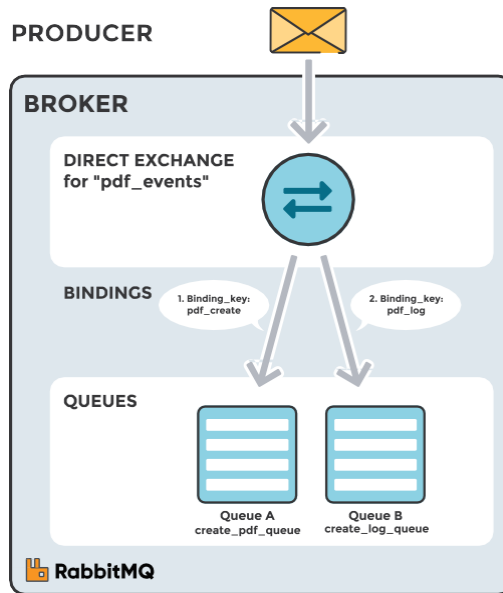 PRODUCER
BROKER
DIRECT EXCHANGE
for "pdf_events"
BINDINGS
1. Binding_key:
pdf_create
2. Binding_key:
pdf_log
QUEUES
Queue A
create_pdf_queue
Queue B
create_log_queue
RabbitMQ